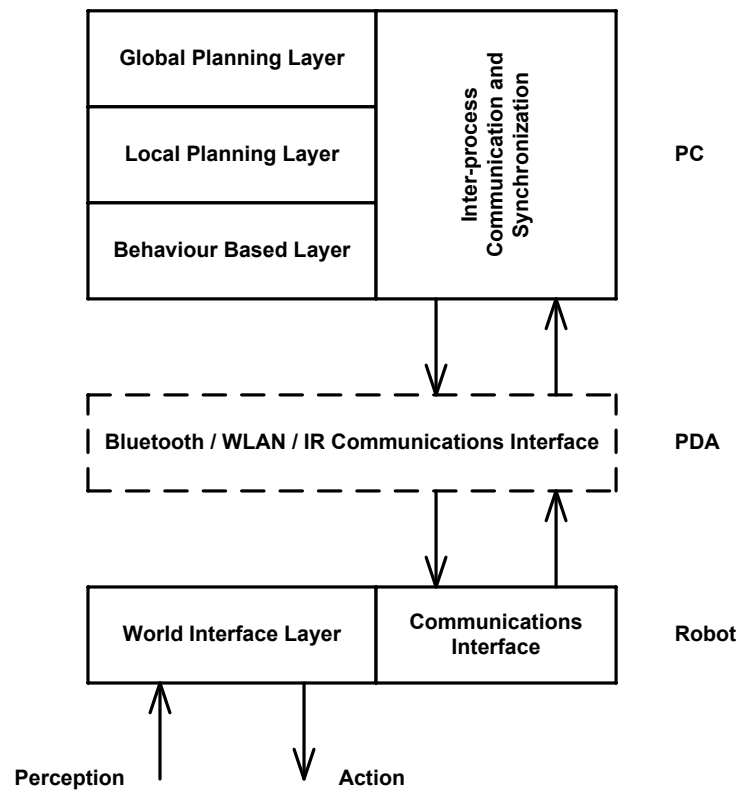 Global Planning Layer
Local Planning Layer
Behaviour Based Layer
Inter-process
Communication and
Synchronization
PC
Bluetooth / WLAN / IR Communications Interface
PDA
World Interface Layer
Communications
Interface
Robot
Perception
Action